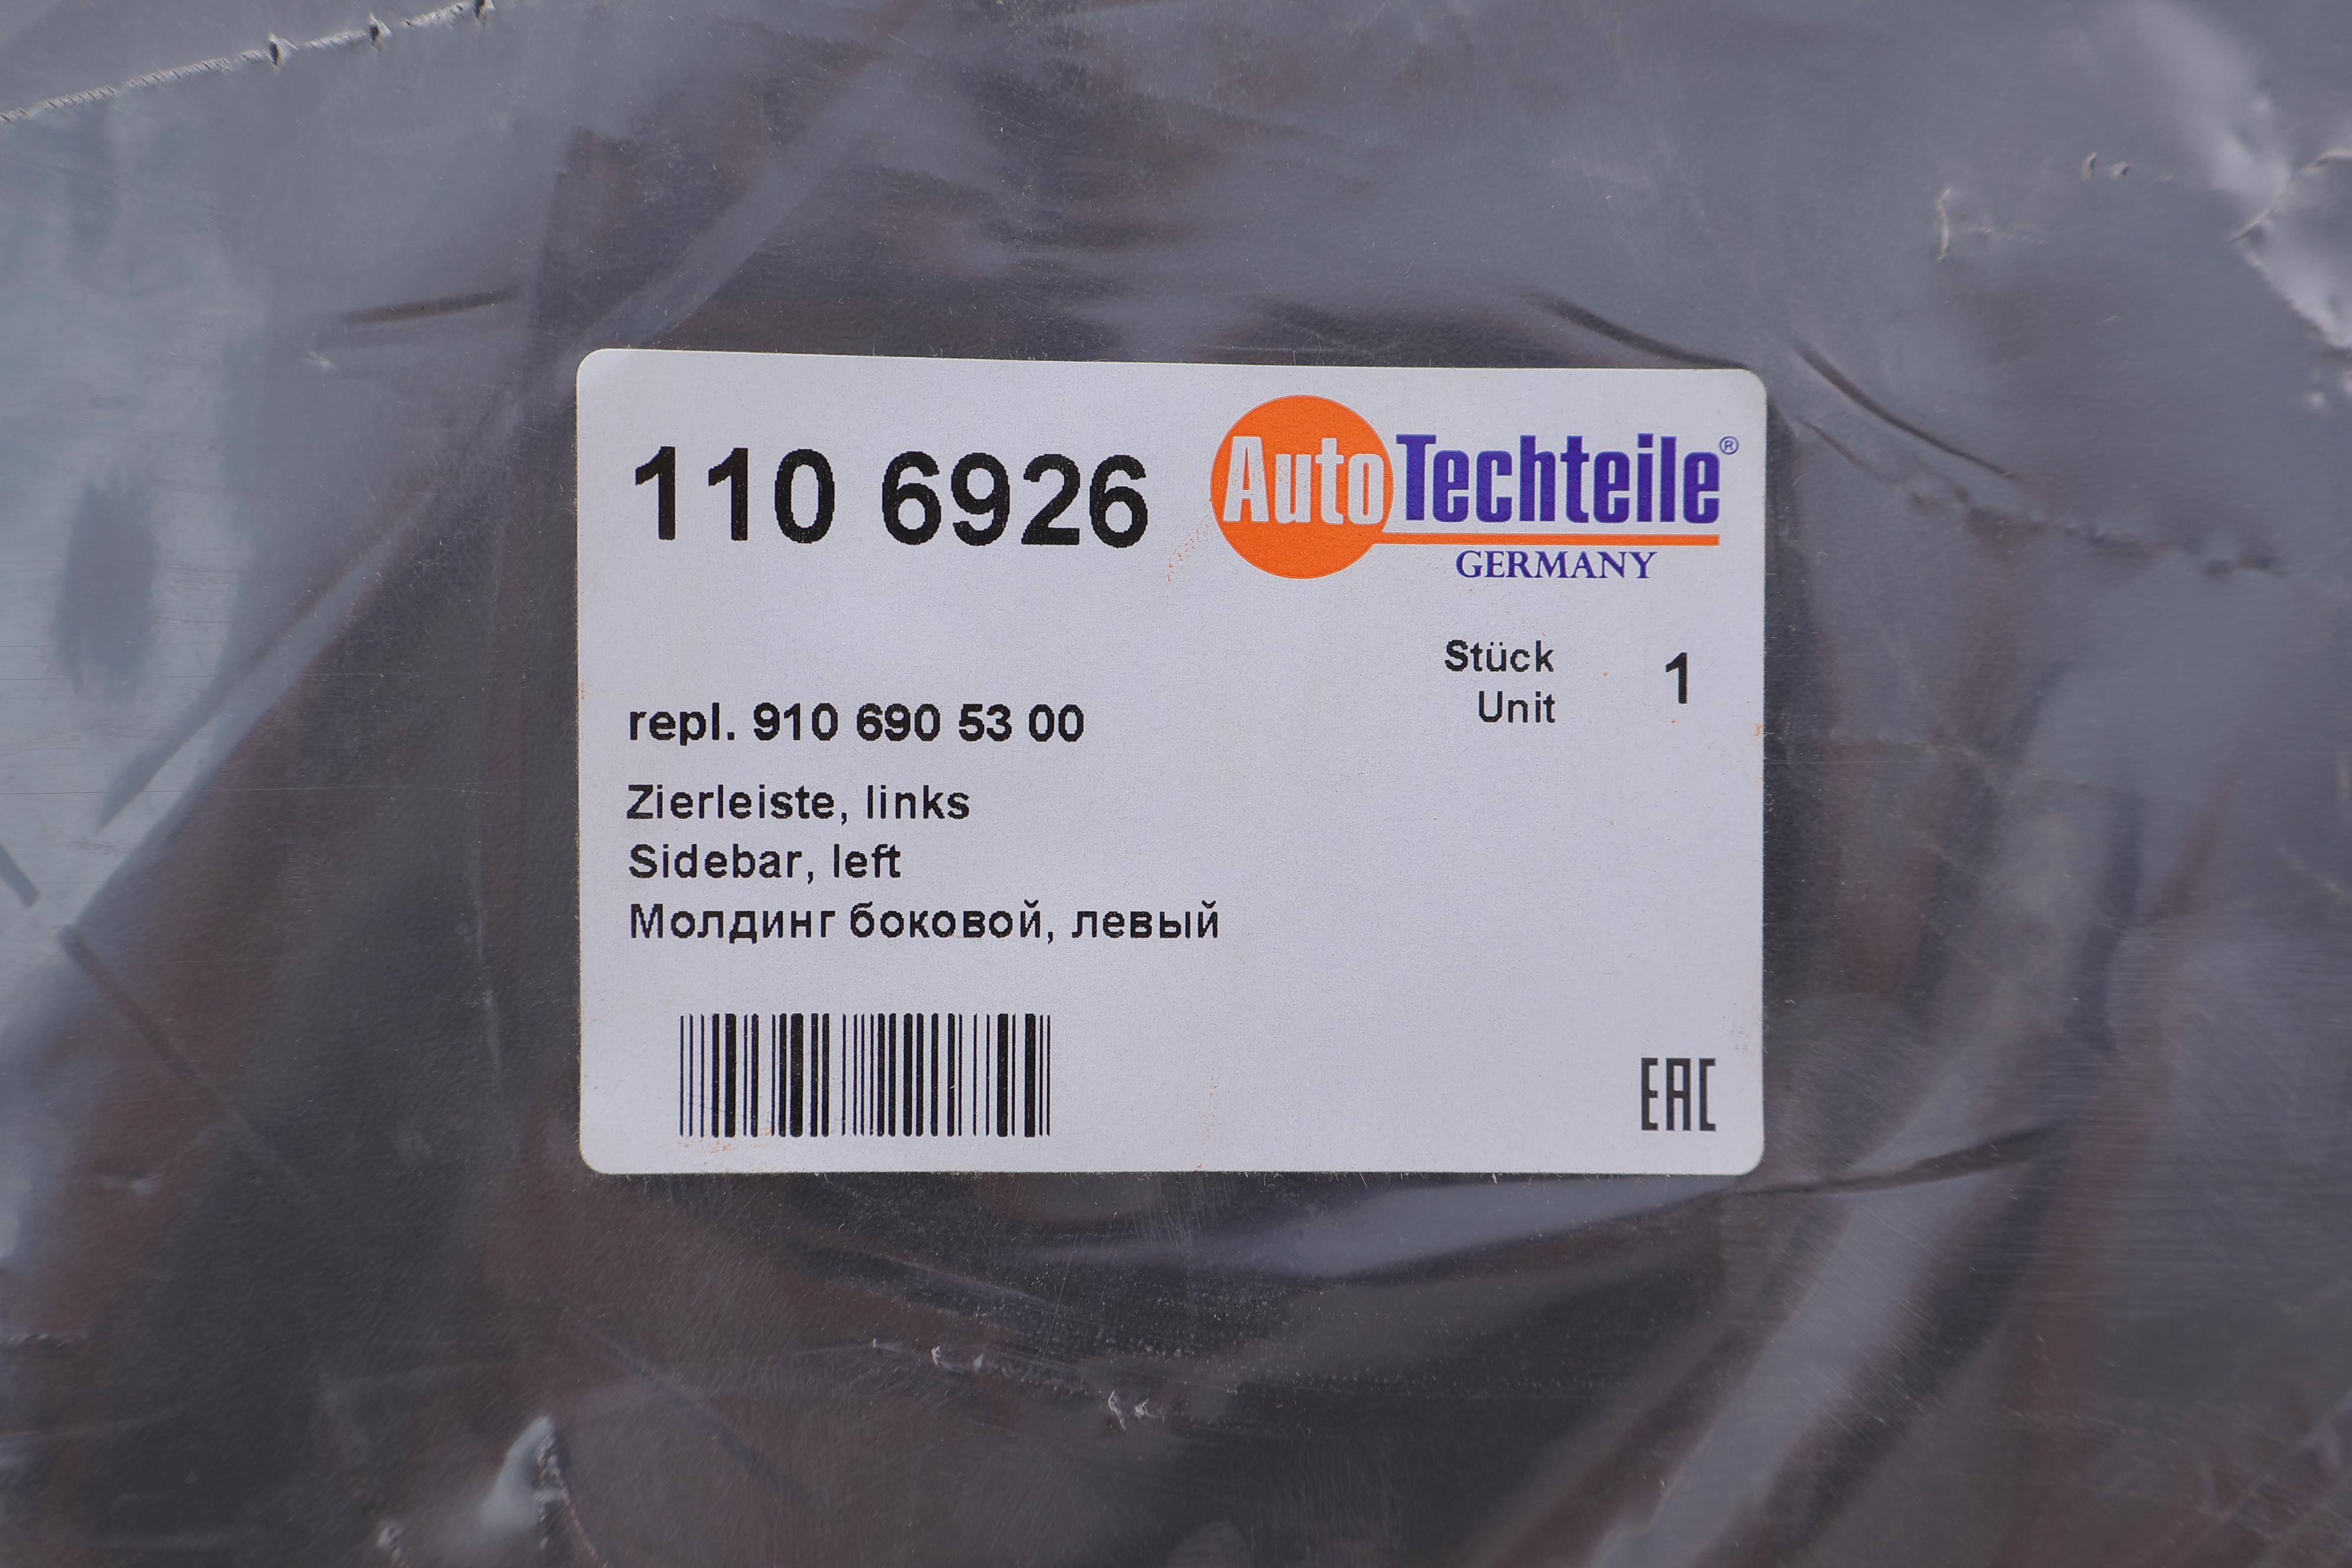 110 6926
AutoTechteile®
GERMANY
Stück 1
Unit
repl. 910 690 53 00
Zierleiste, links
Sidebar, left
Молдинг боковой, левый
EAC